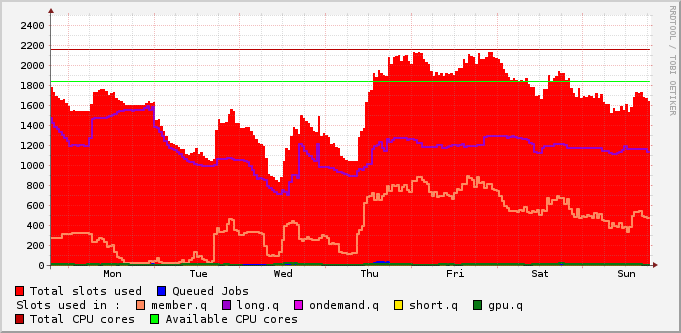 RRDTOOL / TOBI OETIKER
2400
2200
2000
1800
1600
1400
1200
1000
800
600
400
200
0
Mon Tue Wed Thu Fri Sat Sun
Total slots used Queued Jobs
Slots used in : member.q long.q ondemand.q short.q gpu.q
Total CPU cores Available CPU cores